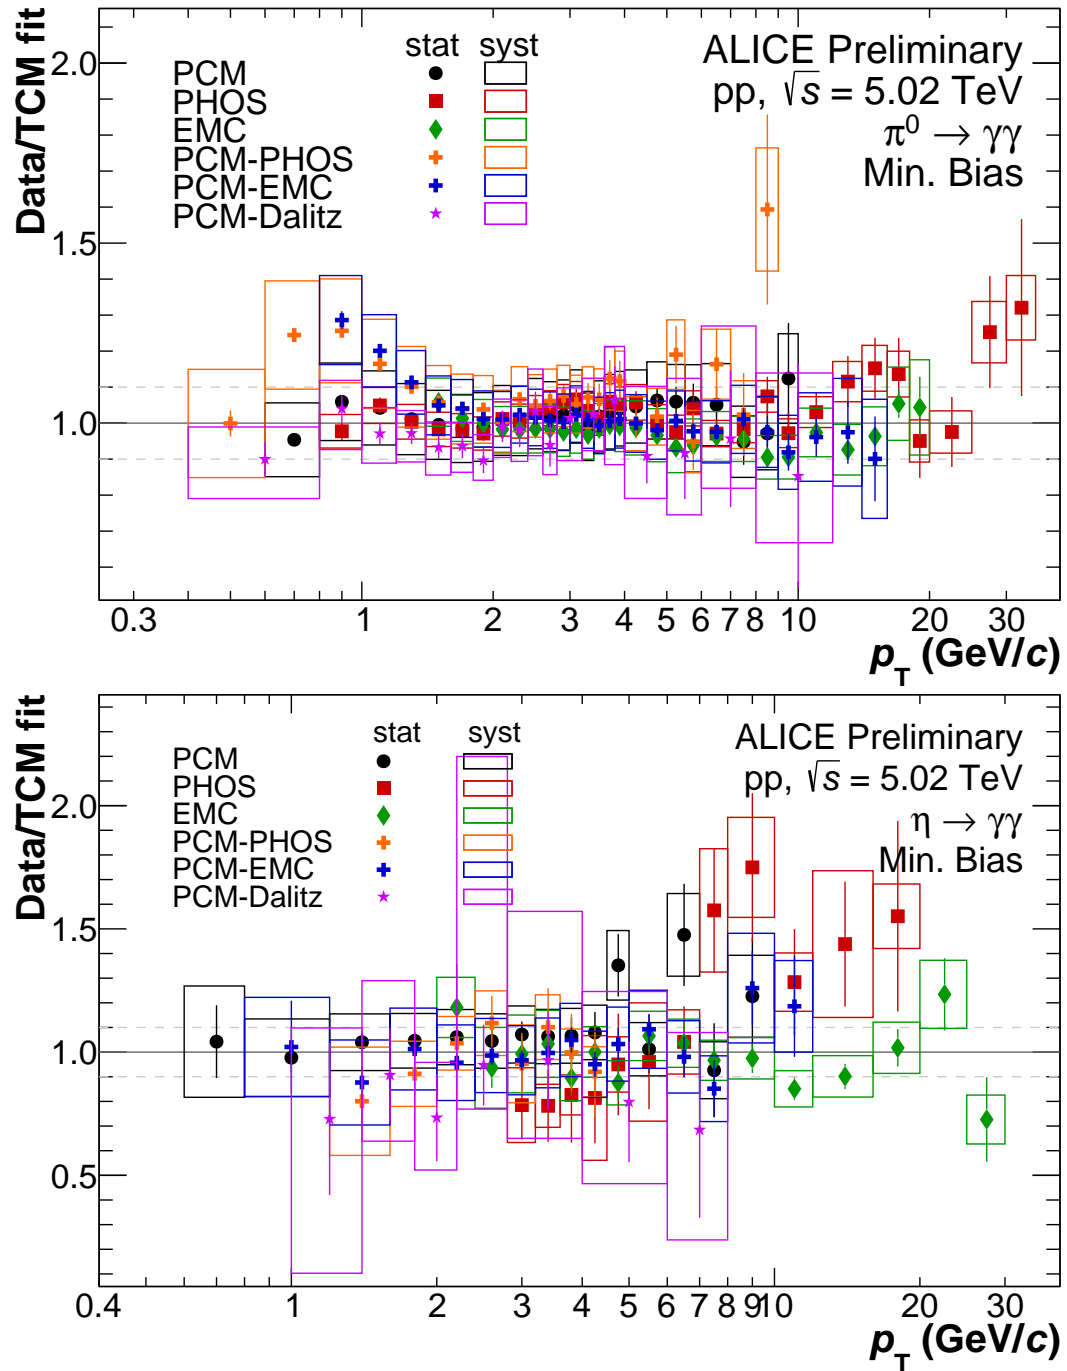 Data/TCM fit
stat syst
PCM
PHOS
EMC
PCM-PHOS
PCM-EMC
PCM-Dalitz
ALICE Preliminary
pp, √s = 5.02 TeV
π⁰ → γγ
Min. Bias
2.0
1.5
1.0
0.3 1 2 3 4 5 6 7 8 10 20 30
p_T (GeV/c)
Data/TCM fit
stat syst
PCM
PHOS
EMC
PCM-PHOS
PCM-EMC
PCM-Dalitz
ALICE Preliminary
pp, √s = 5.02 TeV
η → γγ
Min. Bias
2.0
1.5
1.0
0.5
0.4 1 2 3 4 5 6 7 8 9 10 20 30
p_T (GeV/c)